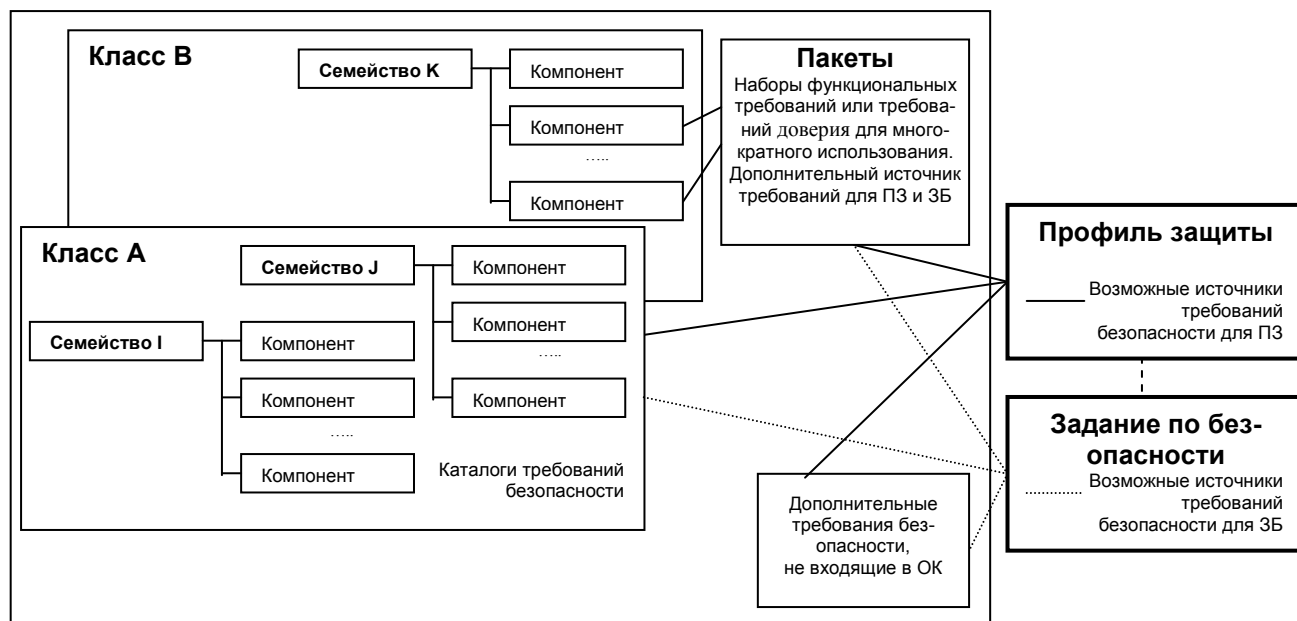 Класс B
Семейство K
Компонент
Компонент
…..
Компонент
Пакеты
Наборы функциональных
требований или требова-
ний доверия для много-
кратного использования.
Дополнительный источник
требований для ПЗ и ЗБ
Класс A
Семейство J
Компонент
Компонент
…..
Компонент
Семейство I
Компонент
Компонент
…..
Компонент
Каталоги требований
безопасности
Дополнительные
требования без-
опасности,
не входящие в ОК
Профиль защиты
Возможные источники
требований
безопасности для ПЗ
Задание по без-
опасности
Возможные источники
требований
безопасности для ЗБ